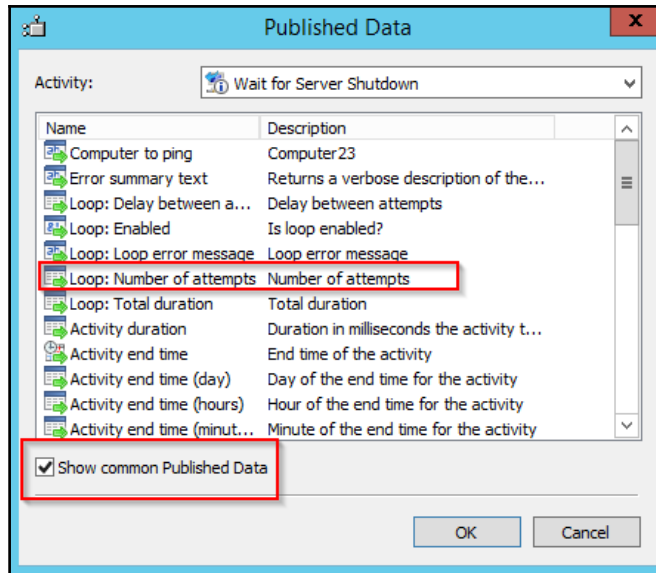 Published Data
x
Activity: Wait for Server Shutdown
Name Description
Computer to ping Computer23
Error summary text Returns a verbose description of the...
Loop: Delay between a... Delay between attempts
Loop: Enabled Is loop enabled?
Loop: Loop error message Loop error message
Loop: Number of attempts Number of attempts
Loop: Total duration Total duration
Activity duration Duration in milliseconds the activity t...
Activity end time End time of the activity
Activity end time (day) Day of the end time for the activity
Activity end time (hours) Hour of the end time for the activity
Activity end time (minut... Minute of the end time for the activity
Show common Published Data
OK Cancel